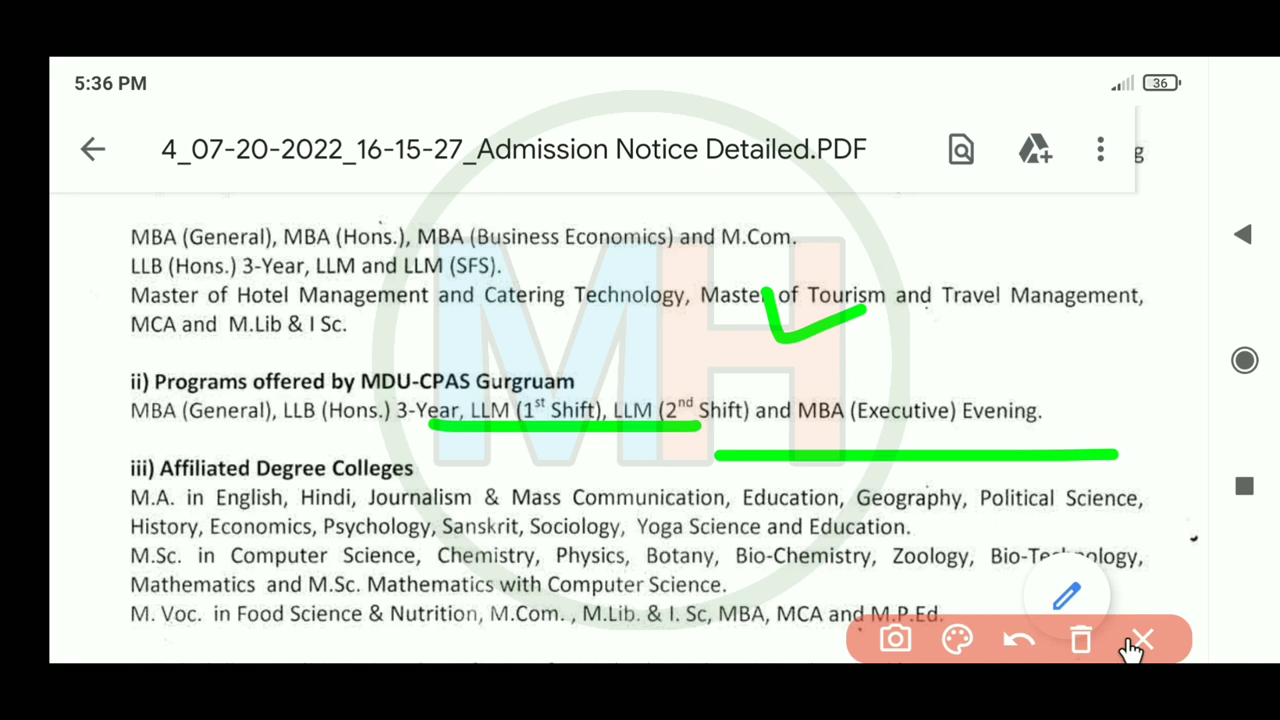 5:36 PM
36
4_07-20-2022_16-15-27_Admission Notice Detailed.PDF
g
MBA (General), MBA (Hons.), MBA (Business Economics) and M.Com.
LLB (Hons.) 3-Year, LLM and LLM (SFS).
Master of Hotel Management and Catering Technology, Master of Tourism and Travel Management,
MCA and M.Lib & I Sc.
ii) Programs offered by MDU-CPAS Gurgruam
MBA (General), LLB (Hons.) 3-Year, LLM (1st Shift), LLM (2nd Shift) and MBA (Executive) Evening.
iii) Affiliated Degree Colleges
M.A. in English, Hindi, Journalism & Mass Communication, Education, Geography, Political Science,
History, Economics, Psychology, Sanskrit, Sociology, Yoga Science and Education.
M.Sc. in Computer Science, Chemistry, Physics, Botany, Bio-Chemistry, Zoology, Bio-Technology,
Mathematics and M.Sc. Mathematics with Computer Science.
M. Voc. in Food Science & Nutrition, M.Com. , M.Lib. & I. Sc, MBA, MCA and M.P.Ed.
MH